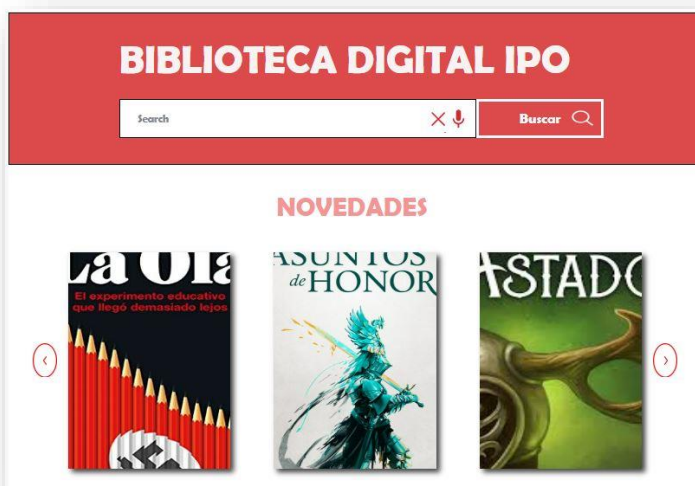 BIBLIOTECA DIGITAL IPO
Search
Buscar
NOVEDADES
La Ola
El experimento educativo
que llegó demasiado lejos
ASUNTOS
de HONOR
ASTADO